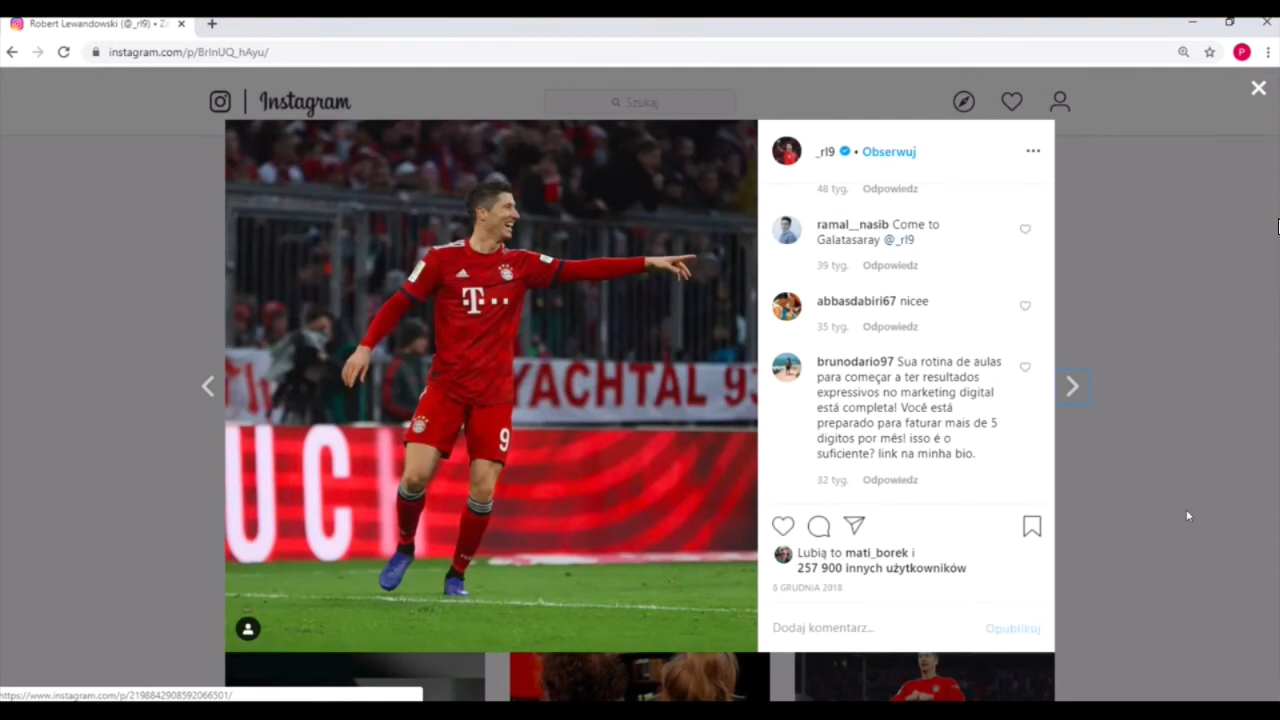 Robert Lewandowski (@_rl9) • Z
instagram.com/p/BrInUQ_hAyu/
P
Instagram
Szukaj
_rl9 • Obserwuj
48 tyg. Odpowiedz
ramal__nasib Come to
Galatasaray @_rl9
39 tyg. Odpowiedz
abbasdabiri67 nicee
35 tyg. Odpowiedz
brunodario97 Sua rotina de aulas
para começar a ter resultados
expressivos no marketing digital
está completa! Você está
preparado para faturar mais de 5
digitos por mês! isso é o
suficiente? link na minha bio.
32 tyg. Odpowiedz
Lubią to mati_borek i
257 900 innych użytkowników
8 GRUDNIA 2018
Dodaj komentarz... Opublikuj
YACHTAL 93
T
9
UC
https://www.instagram.com/p/2198842908592066501/